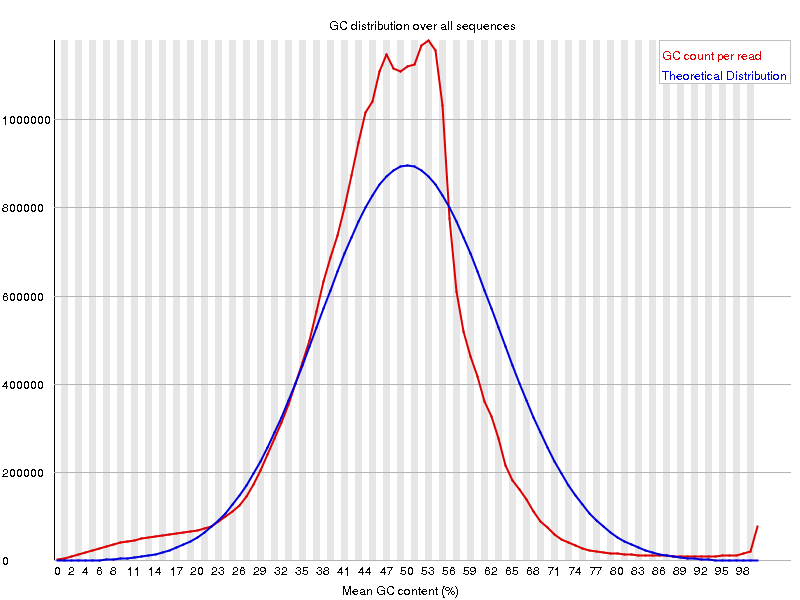 GC distribution over all sequences
GC count per read
Theoretical Distribution
1000000
800000
600000
400000
200000
0
0 2 4 6 8 11 14 17 20 23 26 29 32 35 38 41 44 47 50 53 56 59 62 65 68 71 74 77 80 83 86 89 92 95 98
Mean GC content (%)